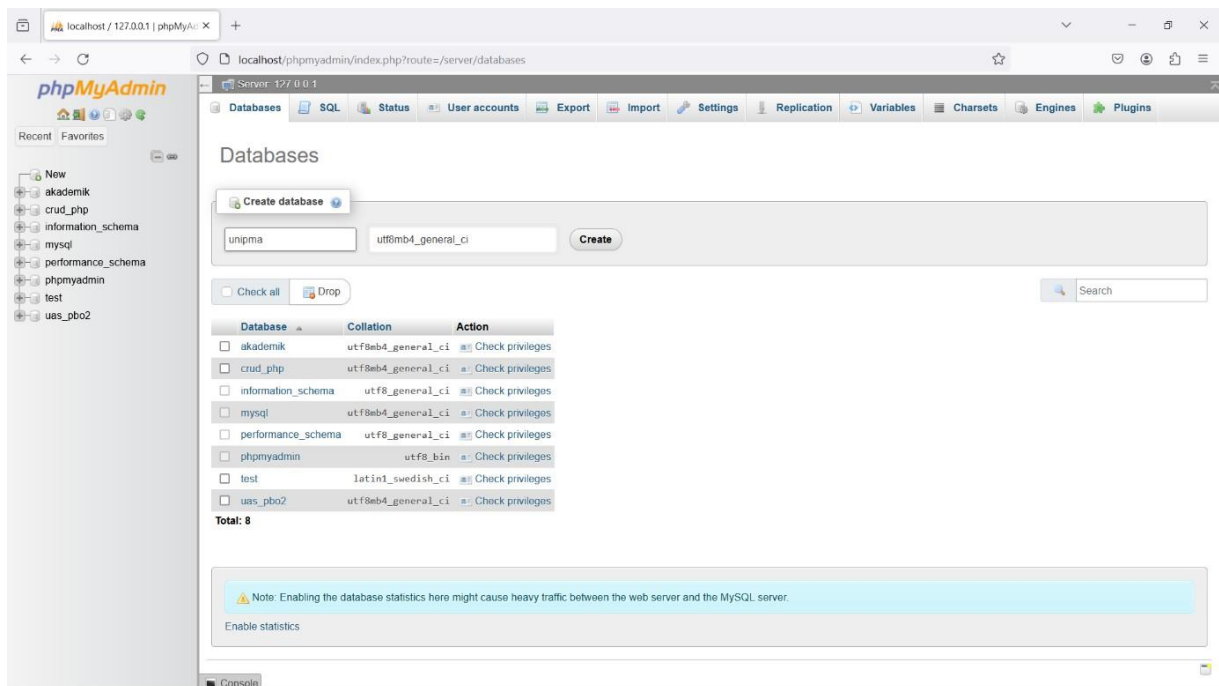 localhost / 127.0.0.1 | phpMyAd
localhost/phpmyadmin/index.php?route=/server/databases
phpMyAdmin
Recent Favorites
New
akademik
crud_php
information_schema
mysql
performance_schema
phpmyadmin
test
uas_pbo2
Server: 127.0.0.1
Databases SQL Status User accounts Export Import Settings Replication Variables Charsets Engines Plugins
Databases
Create database
unipma utf8mb4_general_ci Create
Check all Drop Search
Database Collation Action
akademik utf8mb4_general_ci Check privileges
crud_php utf8mb4_general_ci Check privileges
information_schema utf8_general_ci Check privileges
mysql utf8mb4_general_ci Check privileges
performance_schema utf8_general_ci Check privileges
phpmyadmin utf8_bin Check privileges
test latin1_swedish_ci Check privileges
uas_pbo2 utf8mb4_general_ci Check privileges
Total: 8
Note: Enabling the database statistics here might cause heavy traffic between the web server and the MySQL server.
Enable statistics
Console